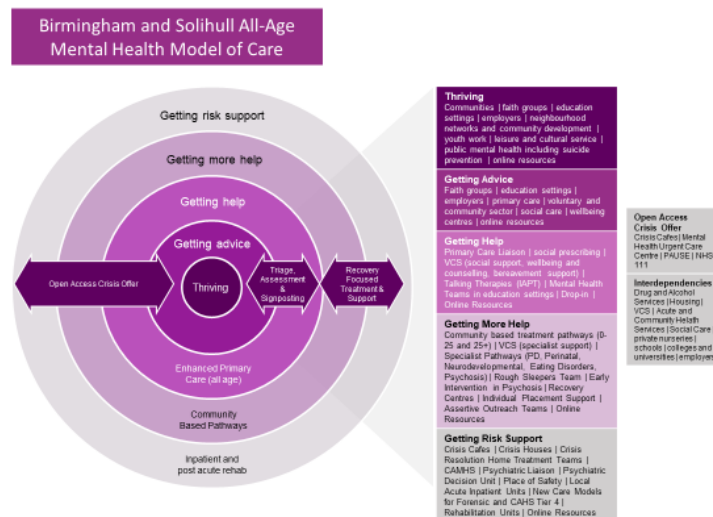 Birmingham and Solihull All-Age
Mental Health Model of Care
Getting risk support
Getting more help
Getting help
Getting advice
Thriving
Open Access Crisis Offer
Triage,
Assessment
&
Signposting
Recovery
Focused
Treatment &
Support
Enhanced Primary
Care (all age)
Community
Based Pathways
Inpatient and
post acute rehab
Thriving
Communities | faith groups | education
settings | employers | neighbourhood
networks and community development |
youth work | leisure and cultural service |
public mental health including suicide
prevention | online resources
Getting Advice
Faith groups | education settings |
employers | primary care | voluntary and
community sector | social care | wellbeing
centres | online resources
Getting Help
Primary Care Liaison | social prescribing |
VCS (social support, wellbeing and
counselling, bereavement support) |
Talking Therapies (IAPT) | Mental Health
Teams in education settings | Drop-in |
Online Resources
Getting More Help
Community based treatment pathways (0-
25 and 25+) | VCS (specialist support) |
Specialist Pathways (PD, Perinatal,
Neurodevelopmental, Eating Disorders,
Psychosis) | Rough Sleepers Team | Early
Intervention in Psychosis | Recovery
Centres | Individual Placement Support |
Assertive Outreach Teams | Online
Resources
Getting Risk Support
Crisis Cafes | Crisis Houses | Crisis
Resolution Home Treatment Teams |
CAMHS | Psychiatric Liaison | Psychiatric
Decision Unit | Place of Safety | Local
Acute Inpatient Units | New Care Models
for Forensic and CAHS Tier 4 |
Rehabilitation Units | Online Resources
Open Access
Crisis Offer
Crisis Cafes | Mental
Health Urgent Care
Centre | PAUSE | NHS
111
Interdependencies
Drug and Alcohol
Services | Housing |
VCS | Acute and
Community Helath
Services | Social Care
private nurseries |
schools | colleges and
universities | employers